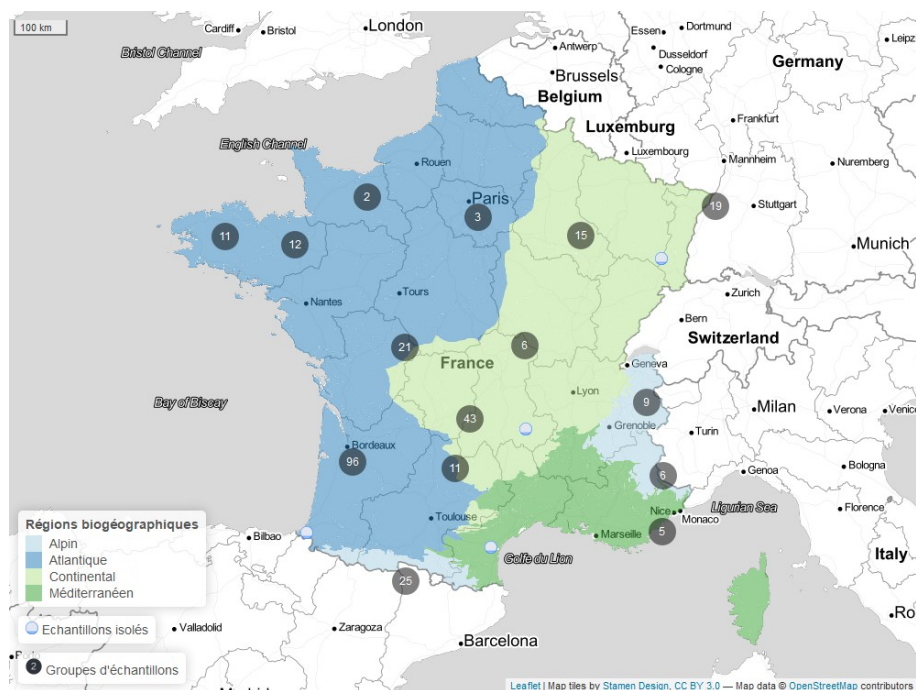 100 km
London
Cardiff
Bristol
Bristol Channel
Essen
Dortmund
Leipz
Antwerp
Dusseldorf
Cologne
Germany
Brussels
Belgium
Luxemburg
Frankfurt
English Channel
Luxembourg
Mannheim
Nuremberg
Rouen
2
Paris
3
19
Stuttgart
11
12
15
Munich
Nantes
Tours
Zurich
Bern
Switzerland
21
6
France
Geneva
Bay of Biscay
Lyon
9
Milan
Verona
Venice
43
Grenoble
Turin
Bordeaux
96
11
6
Genoa
Bologna
Toulouse
Nice
Monaco
Ligurian Sea
Florence
Marseille
5
Bilbao
Golfe du Lion
Italy
25
Valladolid
Zaragoza
Barcelona
Ro
Régions biogéographiques
Alpin
Atlantique
Continental
Méditerranéen
Echantillons isolés
2 Groupes d'échantillons
Leaflet | Map tiles by Stamen Design, CC BY 3.0 — Map data © OpenStreetMap contributors